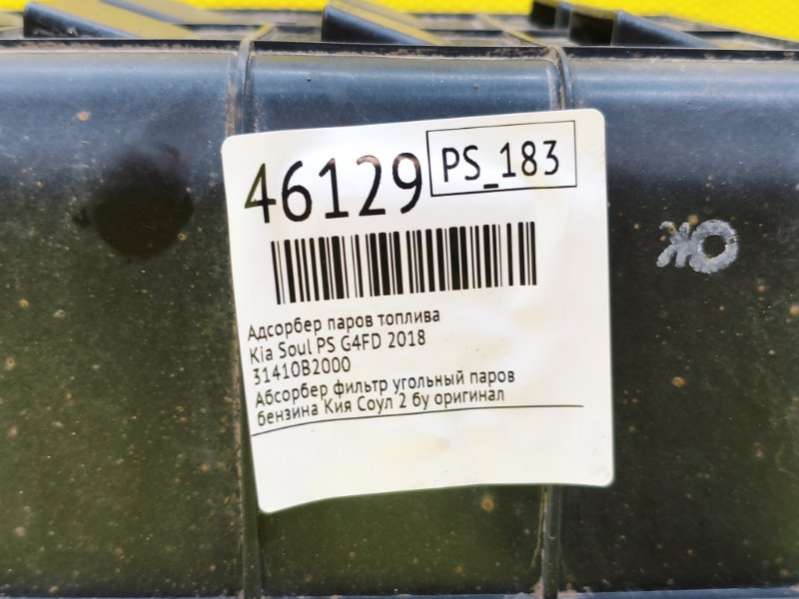 46129 PS_183
Адсорбер паров топлива
Kia Soul PS G4FD 2018
31410B2000
Абсорбер фильтр угольный паров
бензина Кия Соул 2 бу оригинал
OK